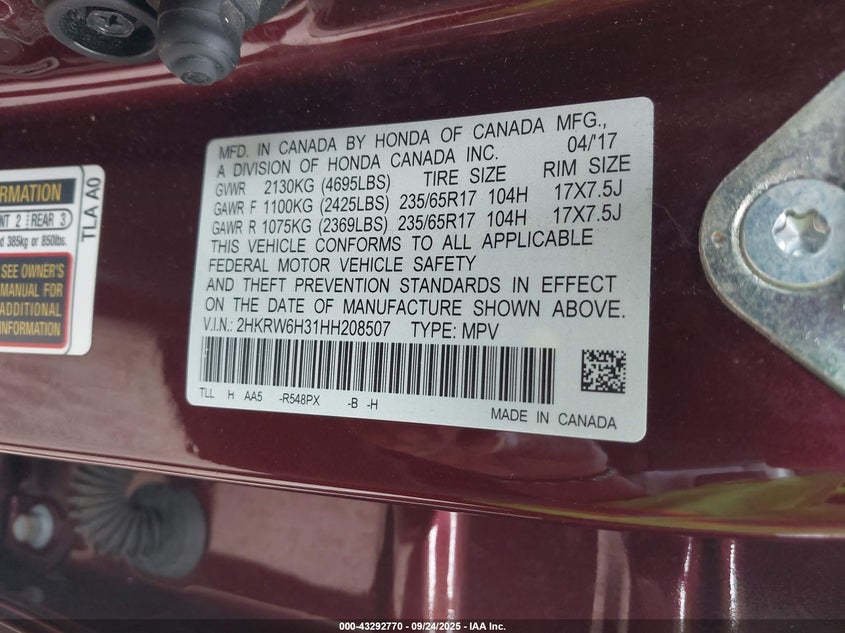 MFD. IN CANADA BY HONDA OF CANADA MFG.,
A DIVISION OF HONDA CANADA INC. 04/'17
GVWR 2130KG (4695LBS) TIRE SIZE RIM SIZE
GAWR F 1100KG (2425LBS) 235/65R17 104H 17X7.5J
GAWR R 1075KG (2369LBS) 235/65R17 104H 17X7.5J
THIS VEHICLE CONFORMS TO ALL APPLICABLE
FEDERAL MOTOR VEHICLE SAFETY
AND THEFT PREVENTION STANDARDS IN EFFECT
ON THE DATE OF MANUFACTURE SHOWN ABOVE.
V.I.N.: 2HKRW6H31HH208507 TYPE: MPV
TLL H AA5 -R548PX -B -H
MADE IN CANADA
2 REAR 3
385kg or 850lbs.
SEE OWNER'S
MANUAL FOR
ADDITIONAL
INFORMATION
TLA A0
000-43292770 - 09/24/2025 - IAA Inc.